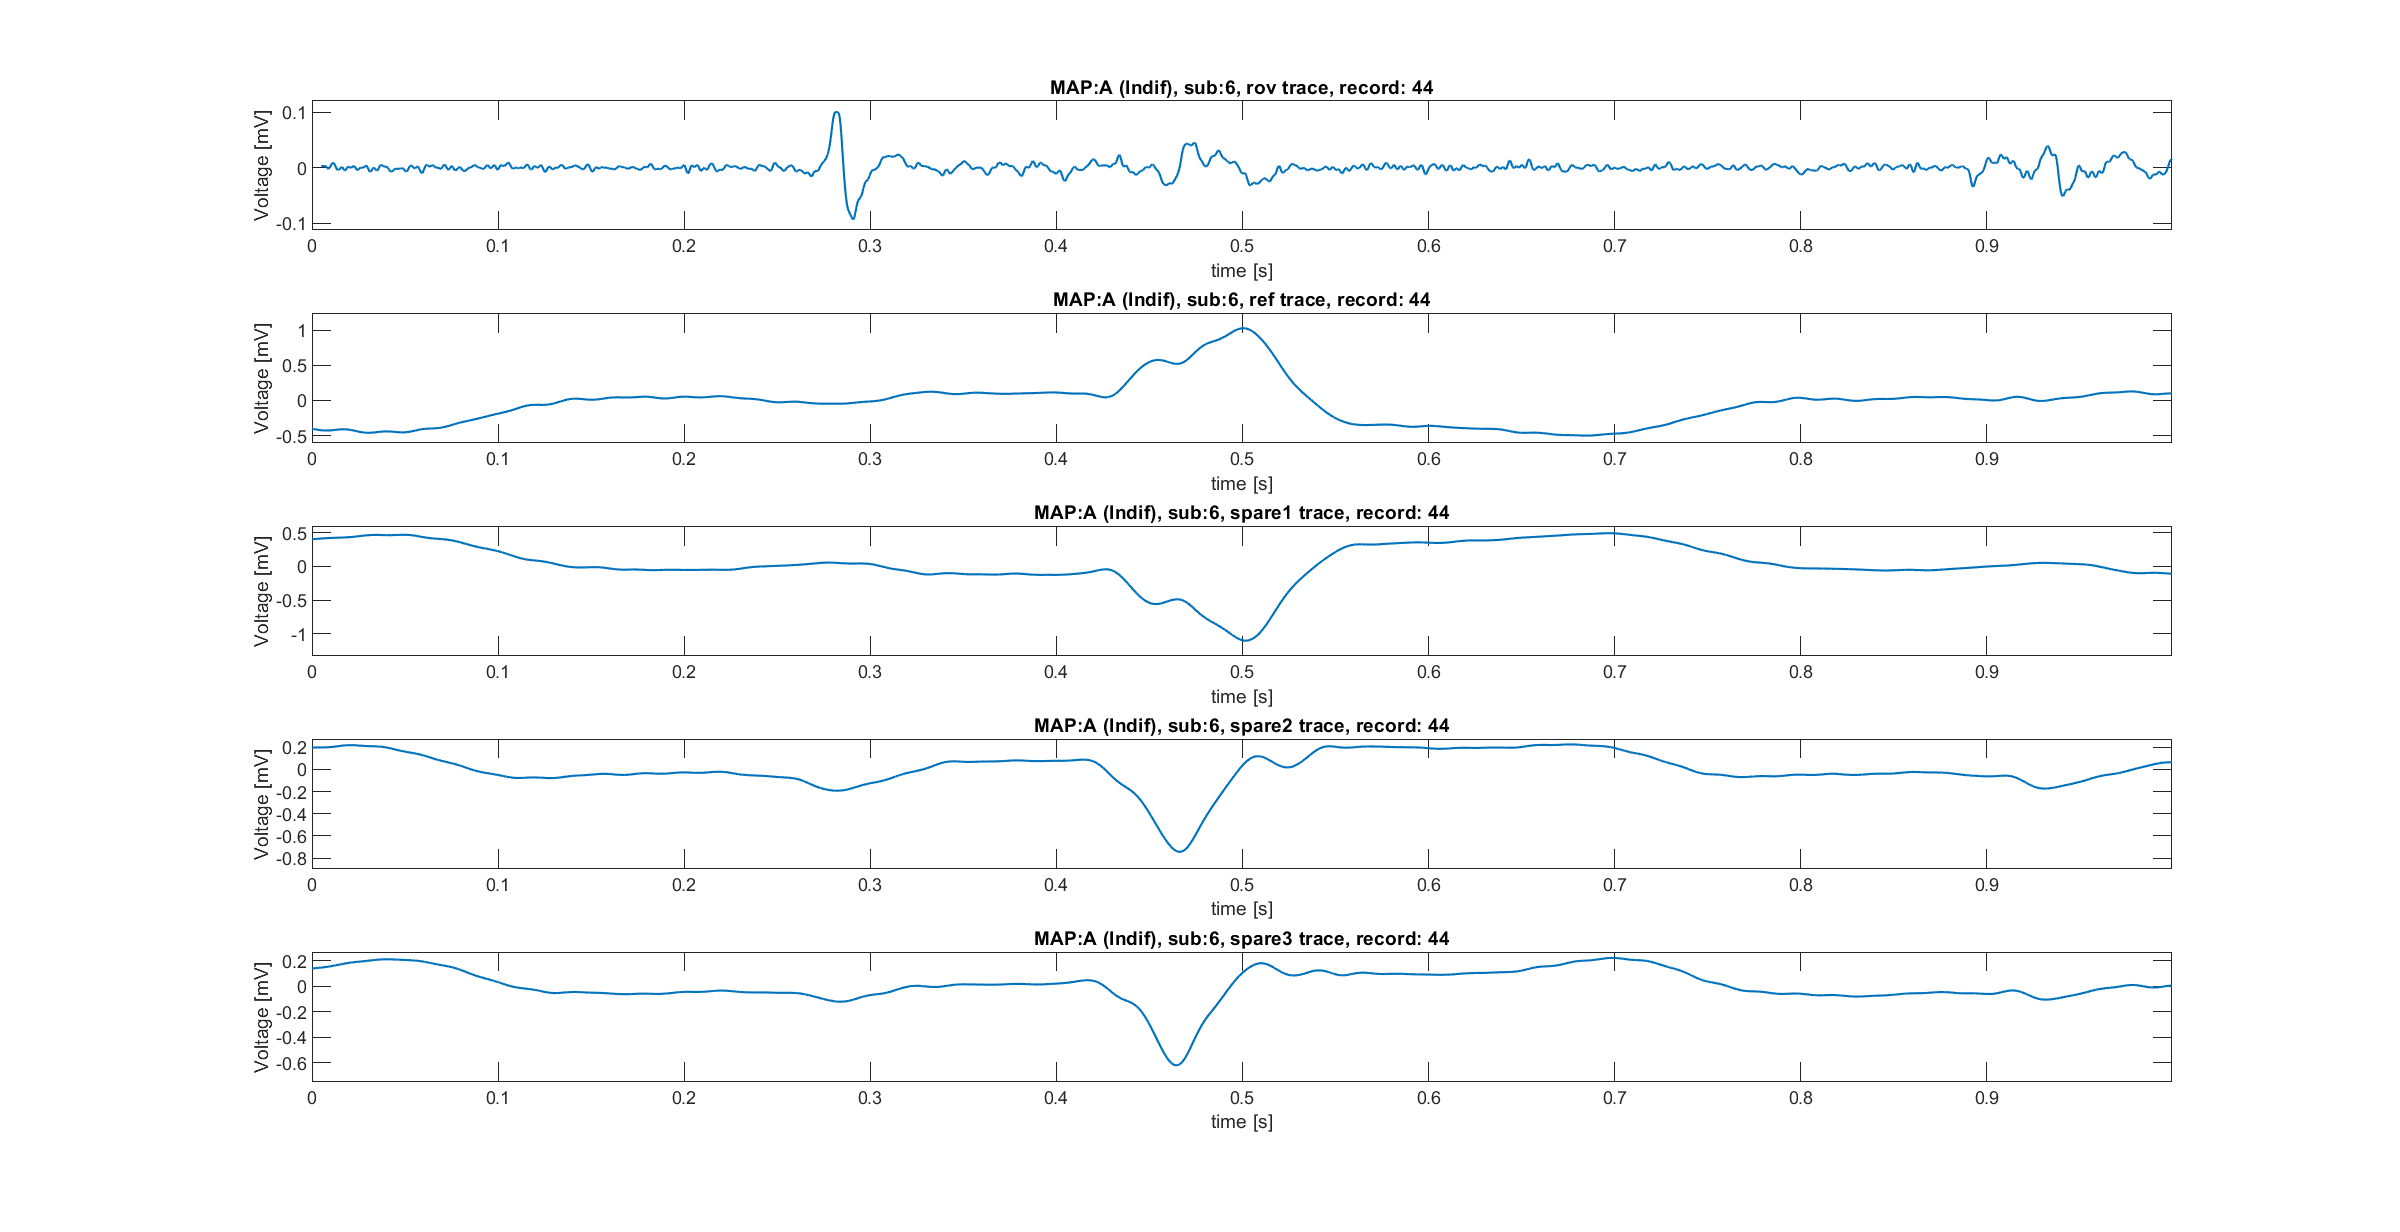 MAP:A (Indif), sub:6, rov trace, record: 44
Voltage [mV]
0.1
0
-0.1
0 0.1 0.2 0.3 0.4 0.5 0.6 0.7 0.8 0.9
time [s]
MAP:A (Indif), sub:6, ref trace, record: 44
Voltage [mV]
1
0.5
0
-0.5
0 0.1 0.2 0.3 0.4 0.5 0.6 0.7 0.8 0.9
time [s]
MAP:A (Indif), sub:6, spare1 trace, record: 44
Voltage [mV]
0.5
0
-0.5
-1
0 0.1 0.2 0.3 0.4 0.5 0.6 0.7 0.8 0.9
time [s]
MAP:A (Indif), sub:6, spare2 trace, record: 44
Voltage [mV]
0.2
0
-0.2
-0.4
-0.6
-0.8
0 0.1 0.2 0.3 0.4 0.5 0.6 0.7 0.8 0.9
time [s]
MAP:A (Indif), sub:6, spare3 trace, record: 44
Voltage [mV]
0.2
0
-0.2
-0.4
-0.6
0 0.1 0.2 0.3 0.4 0.5 0.6 0.7 0.8 0.9
time [s]